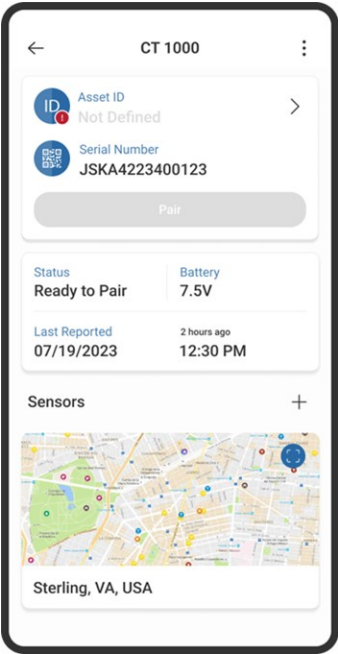 CT 1000
ID
Asset ID
Not Defined
Serial Number
JSKA4223400123
Pair
Status
Ready to Pair
Battery
7.5V
Last Reported
07/19/2023
2 hours ago
12:30 PM
Sensors
Sterling, VA, USA